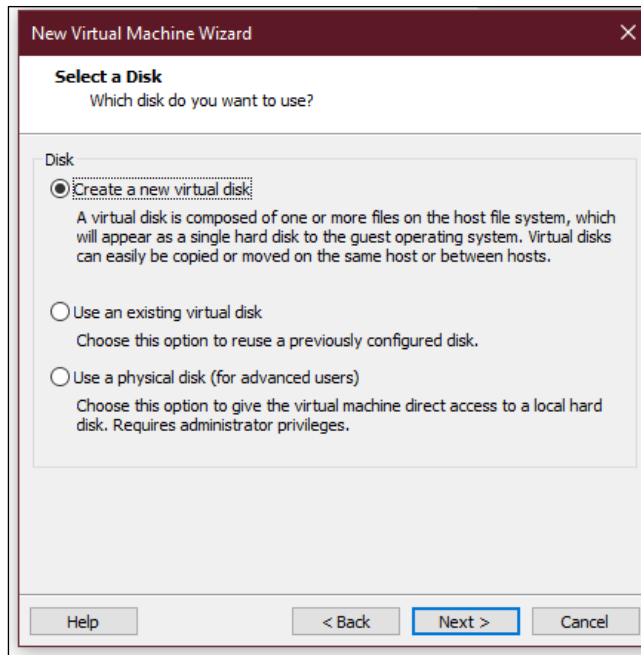 New Virtual Machine Wizard
Select a Disk
Which disk do you want to use?
Disk
Create a new virtual disk
A virtual disk is composed of one or more files on the host file system, which
will appear as a single hard disk to the guest operating system. Virtual disks
can easily be copied or moved on the same host or between hosts.
Use an existing virtual disk
Choose this option to reuse a previously configured disk.
Use a physical disk (for advanced users)
Choose this option to give the virtual machine direct access to a local hard
disk. Requires administrator privileges.
Help < Back Next > Cancel